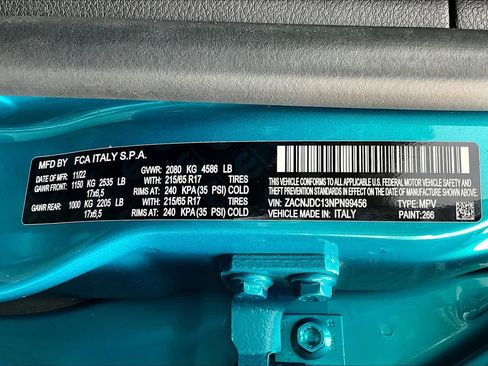 MFD BY FCA ITALY S.P.A.
DATE OF MFR: 11/22 GVWR: 2080 KG 4586 LB
GAWR FRONT: 1150 KG 2535 LB WITH: 215/65 R17 TIRES
17x6,5 RIMS AT: 240 KPA(35 PSI) COLD
GAWR REAR: 1000 KG 2205 LB WITH: 215/65 R17 TIRES
17x6,5 RIMS AT: 240 KPA(35 PSI) COLD
THIS VEHICLE CONFORMS TO ALL APPLICABLE U.S.A. FEDERAL MOTOR VEHICLE SAFETY,
BUMPER, AND THEFT PREVENTION STANDARDS IN EFFECT ON THE DATE OF MANUFACTURE SHOWN ABOVE.
VIN: ZACNJDC13NPN99456 TYPE: MPV
VEHICLE MADE IN: ITALY PAINT: 266